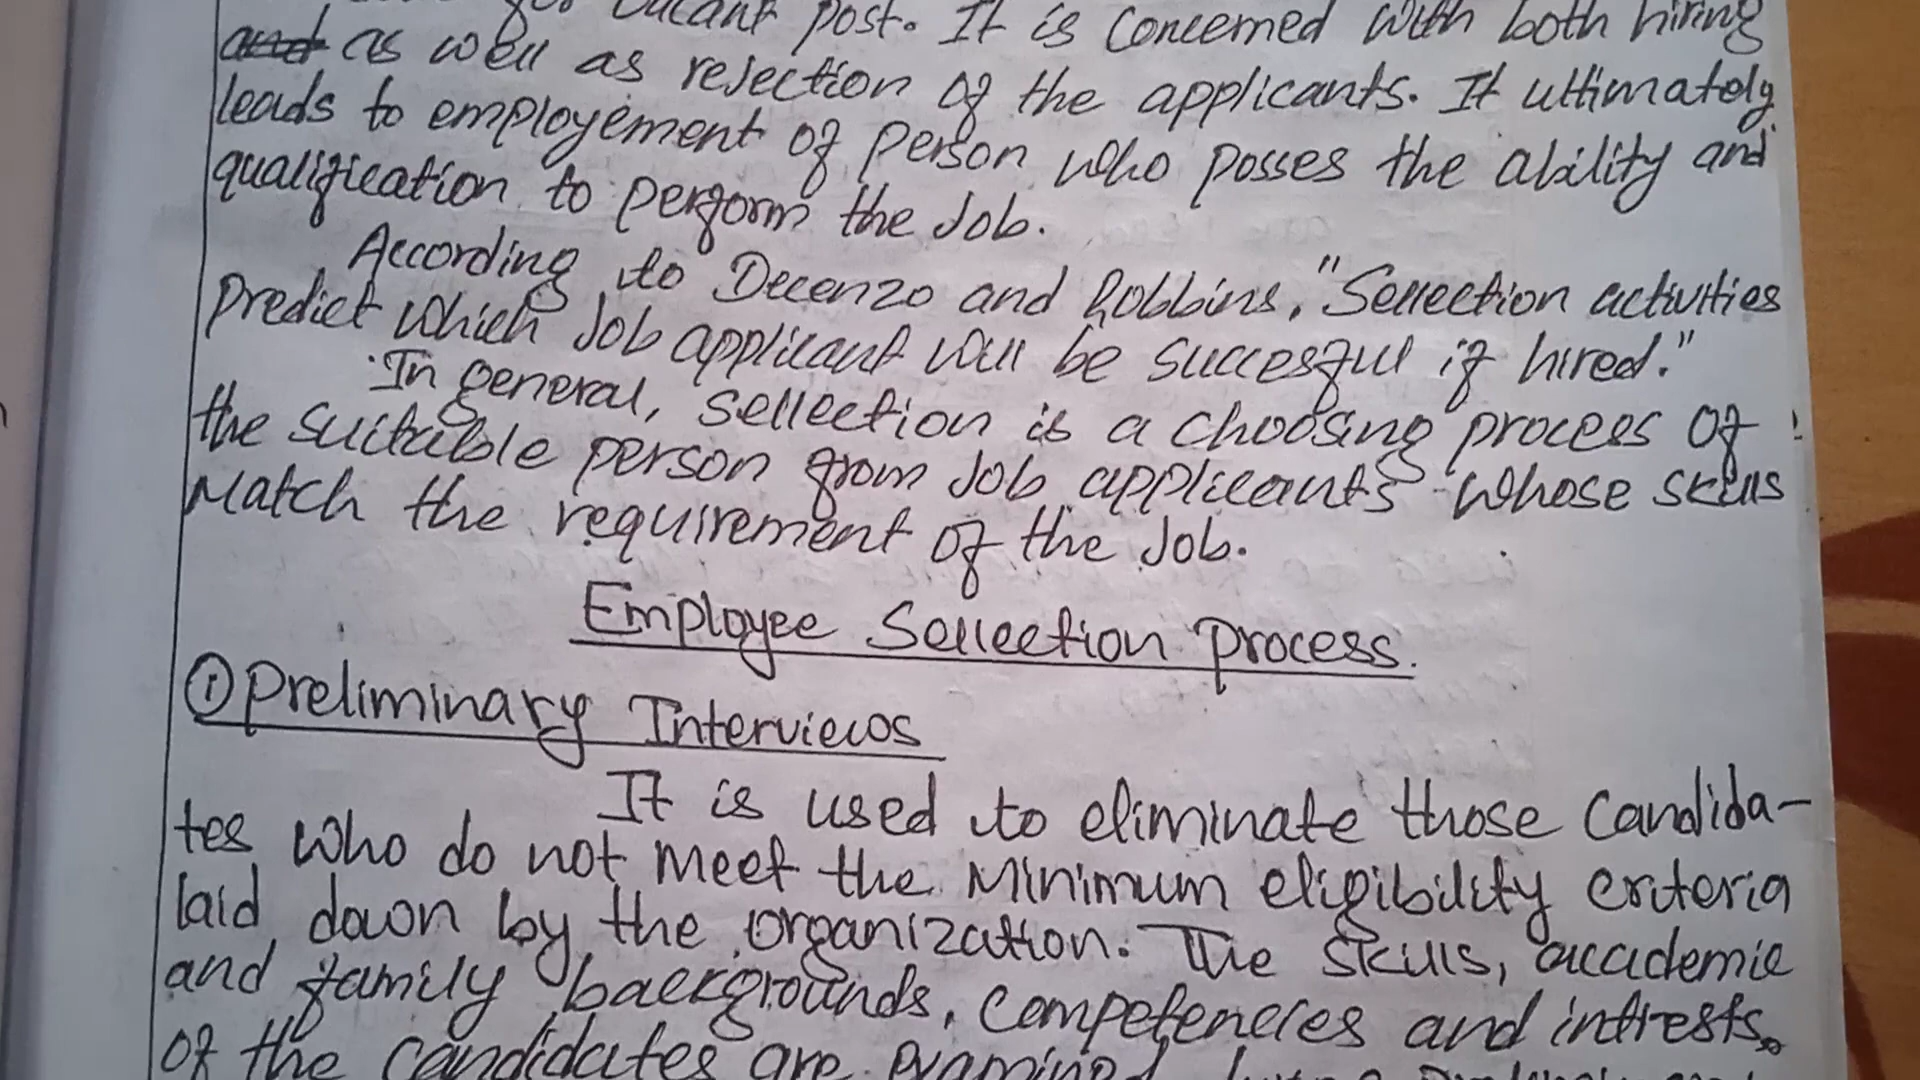 for vacant post. It is concerned with both hiring
and as well as rejection of the applicants. It ultimately
leads to employement of person who posses the ability and
qualification to perform the Job.
According to Decenzo and Robbins, "Sellection activities
predict which Job applicant will be succesful if hired."
In general, sellection is a choosing process of
the suitable person from Job applicants whose skills
Match the requirement of the Job.
Employee Sellection Process.
① Preliminary Interviews
It is used to eliminate those candida-
tes who do not meet the Minimum eligibility criteria
laid down by the organization. The skills, accademic
and family backgrounds, competencies and intrests
of the candidates are examined